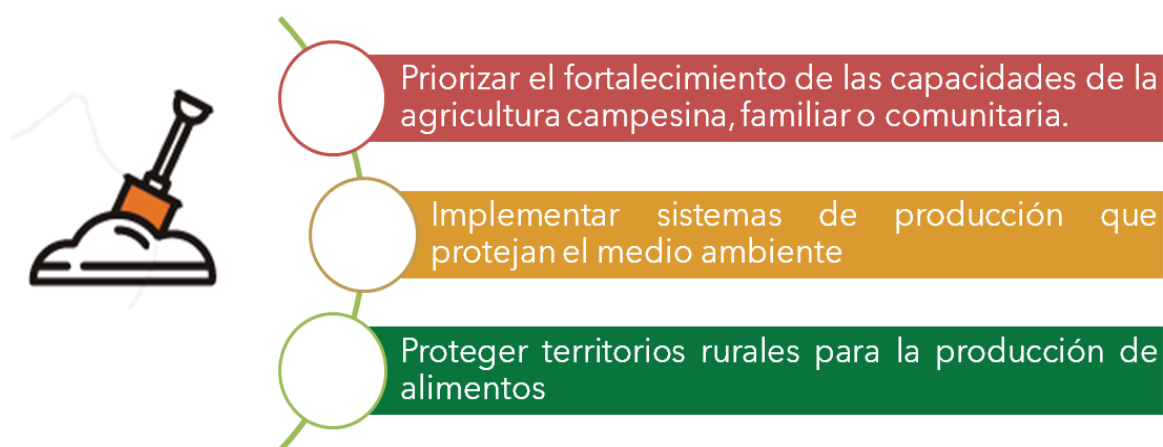 Priorizar el fortalecimiento de las capacidades de la
agricultura campesina, familiar o comunitaria.
Implementar sistemas de producción que
protejan el medio ambiente
Proteger territorios rurales para la producción de
alimentos